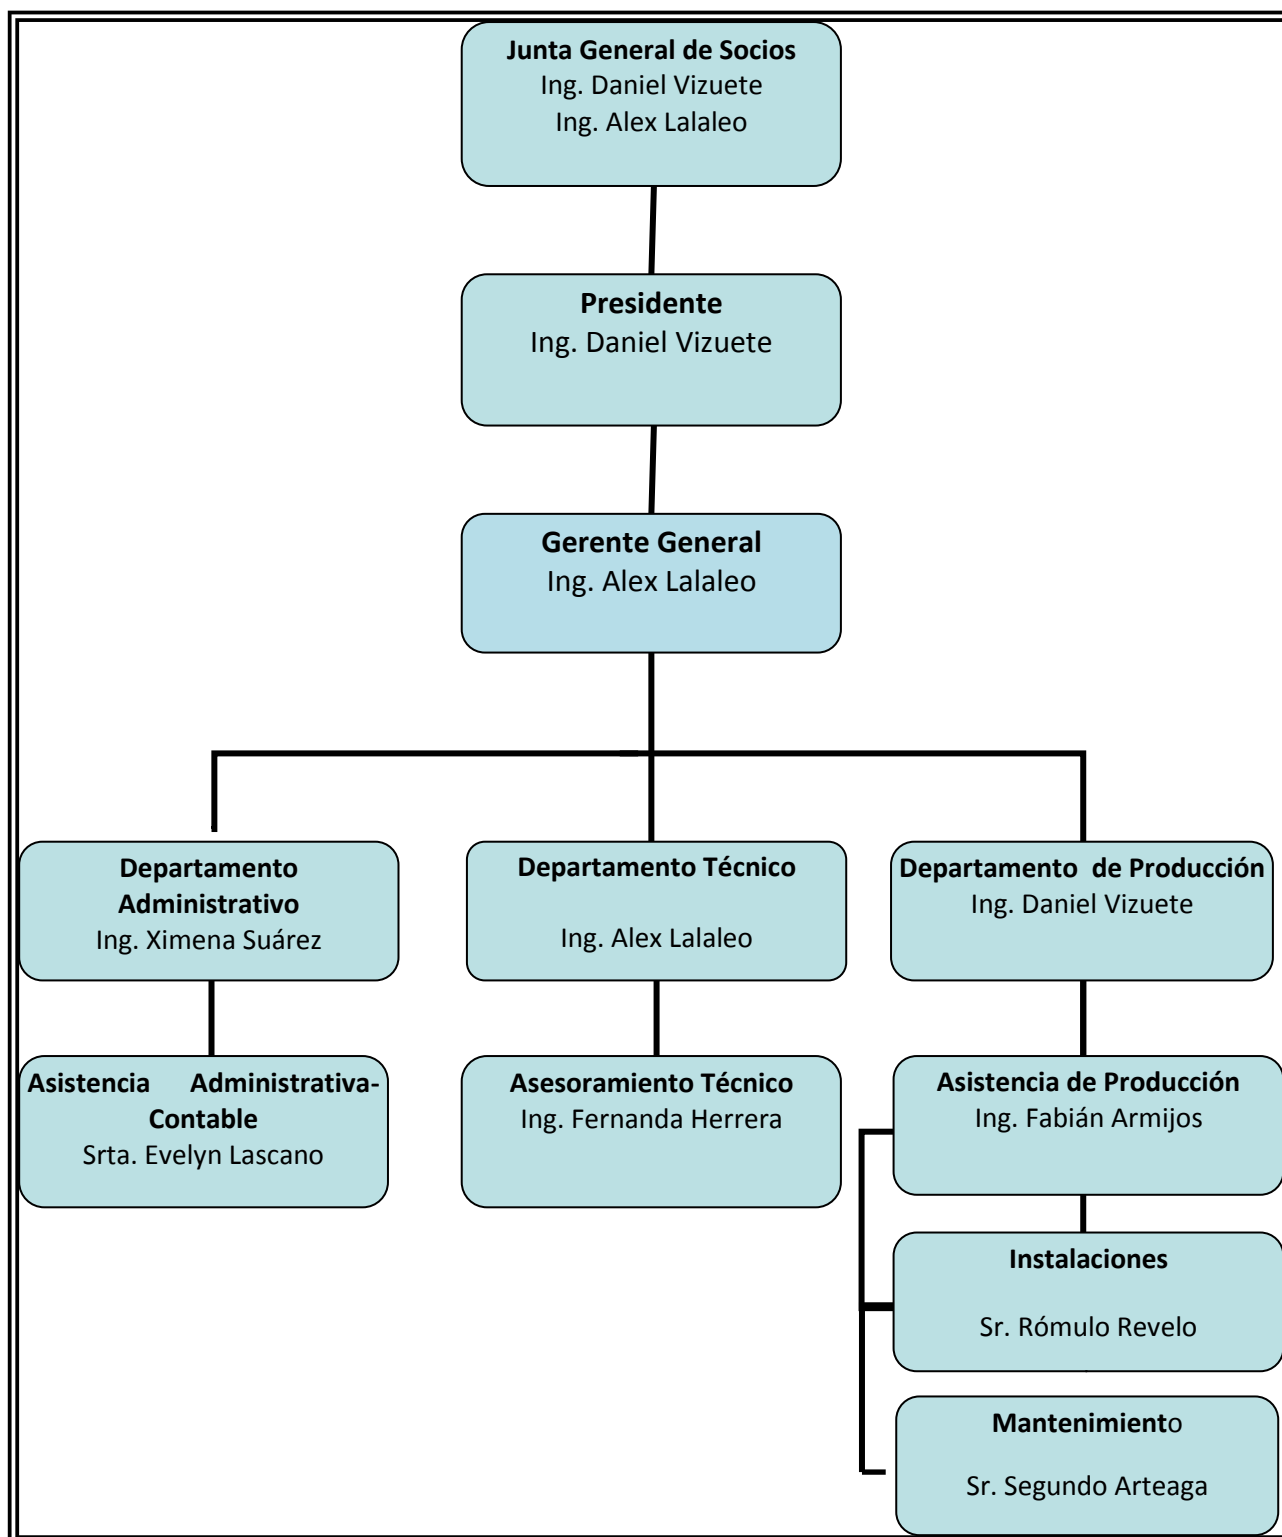 Junta General de Socios
Ing. Daniel Vizuete
Ing. Alex Lalaleo
Presidente
Ing. Daniel Vizuete
Gerente General
Ing. Alex Lalaleo
Departamento
Administrativo
Ing. Ximena Suárez
Departamento Técnico
Ing. Alex Lalaleo
Departamento de Producción
Ing. Daniel Vizuete
Asistencia Administrativa-
Contable
Srta. Evelyn Lascano
Asesoramiento Técnico
Ing. Fernanda Herrera
Asistencia de Producción
Ing. Fabián Armijos
Instalaciones
Sr. Rómulo Revelo
Mantenimiento
Sr. Segundo Arteaga